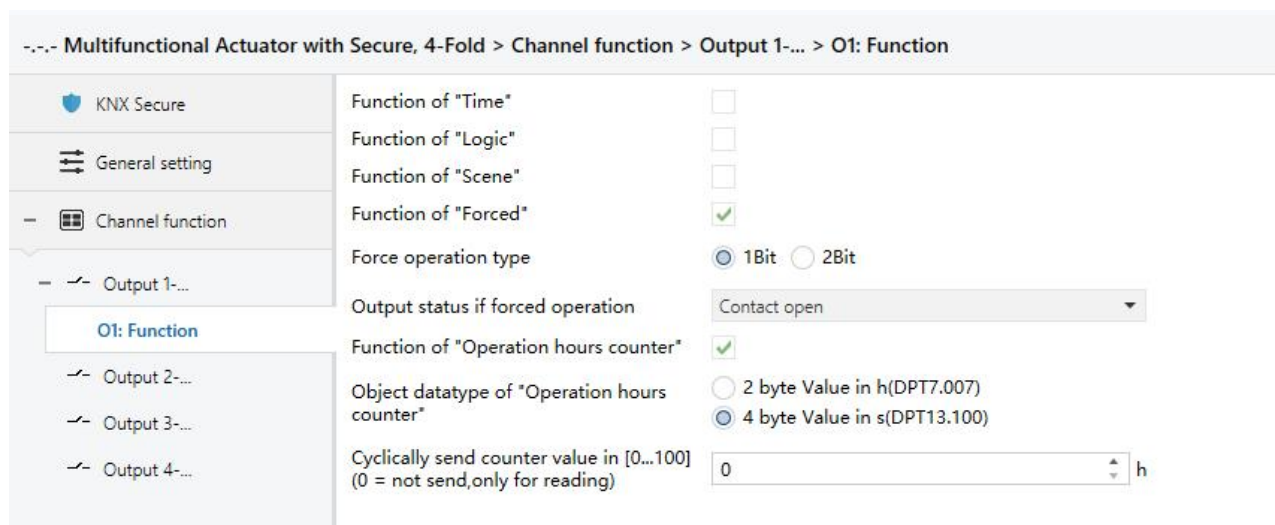 -.-.- Multifunctional Actuator with Secure, 4-Fold > Channel function > Output 1-... > O1: Function
KNX Secure
General setting
Channel function
Output 1-...
O1: Function
Output 2-...
Output 3-...
Output 4-...
Function of "Time"
Function of "Logic"
Function of "Scene"
Function of "Forced"
Force operation type
1Bit 2Bit
Output status if forced operation
Contact open
Function of "Operation hours counter"
Object datatype of "Operation hours
counter"
2 byte Value in h(DPT7.007)
4 byte Value in s(DPT13.100)
Cyclically send counter value in [0...100]
(0 = not send,only for reading)
0 h